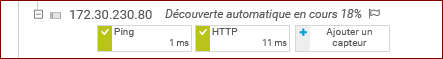 172.30.230.80 Découverte automatique en cours 18%
Ping
1 ms
HTTP
11 ms
Ajouter un
capteur